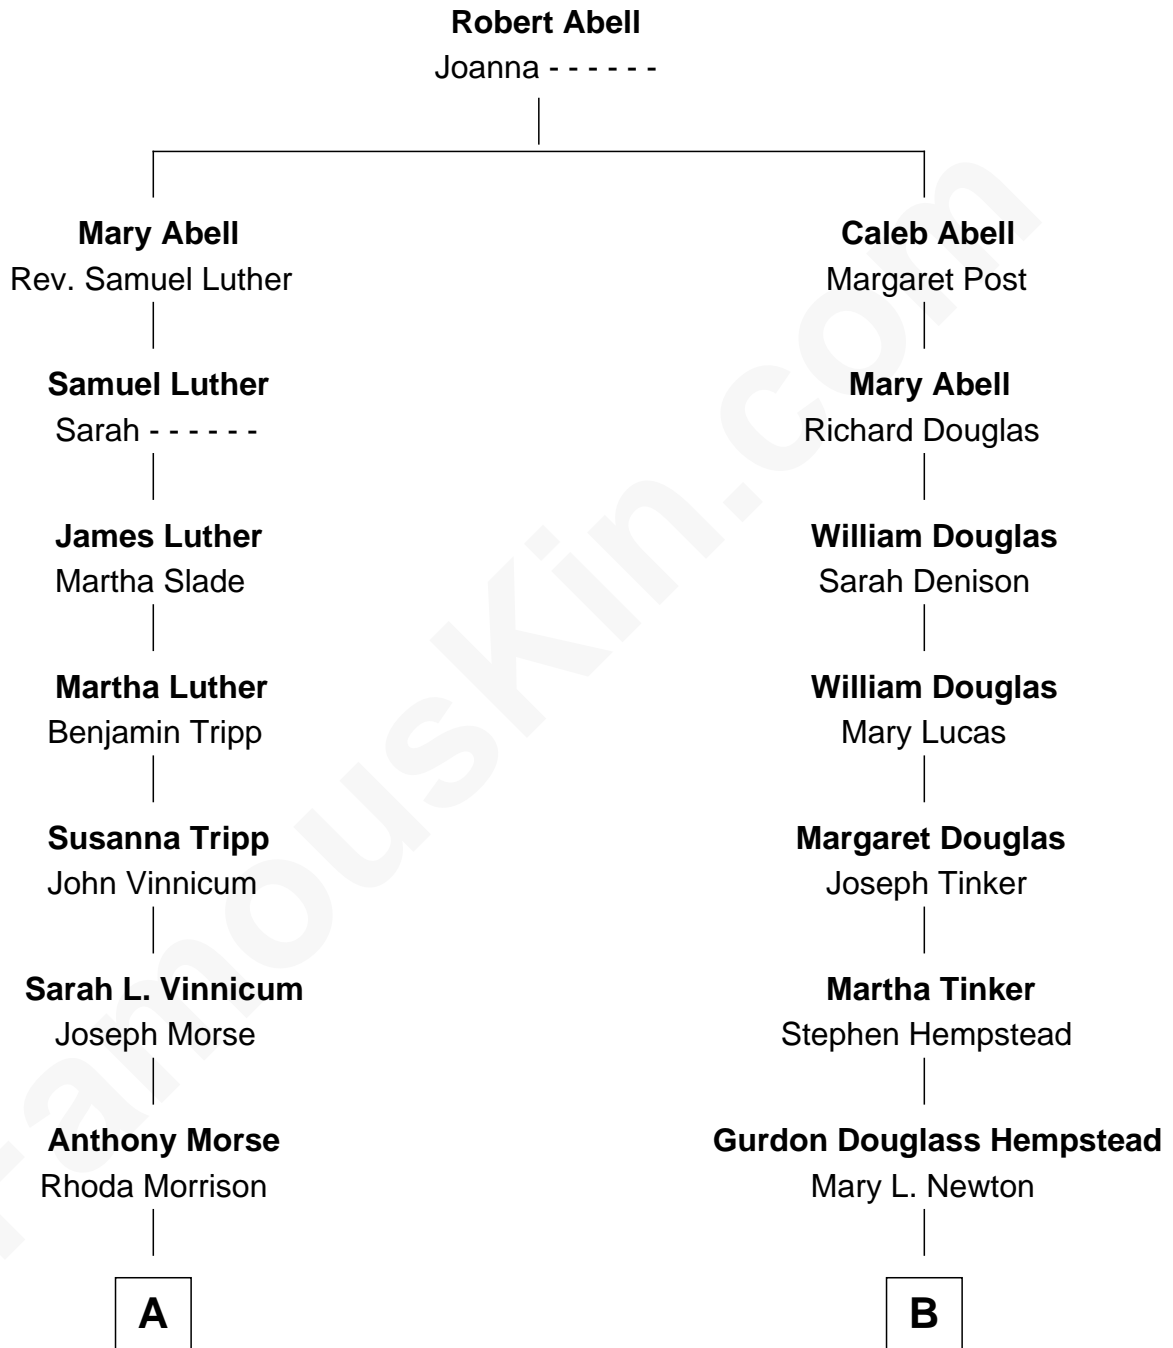 Robert Abell
Joanna - - - - - -
Mary Abell
Rev. Samuel Luther
Samuel Luther
Sarah - - - - - -
James Luther
Martha Slade
Martha Luther
Benjamin Tripp
Susanna Tripp
John Vinnicum
Sarah L. Vinnicum
Joseph Morse
Anthony Morse
Rhoda Morrison
A
Caleb Abell
Margaret Post
Mary Abell
Richard Douglas
William Douglas
Sarah Denison
William Douglas
Mary Lucas
Margaret Douglas
Joseph Tinker
Martha Tinker
Stephen Hempstead
Gurdon Douglass Hempstead
Mary L. Newton
B
FamousKin.com